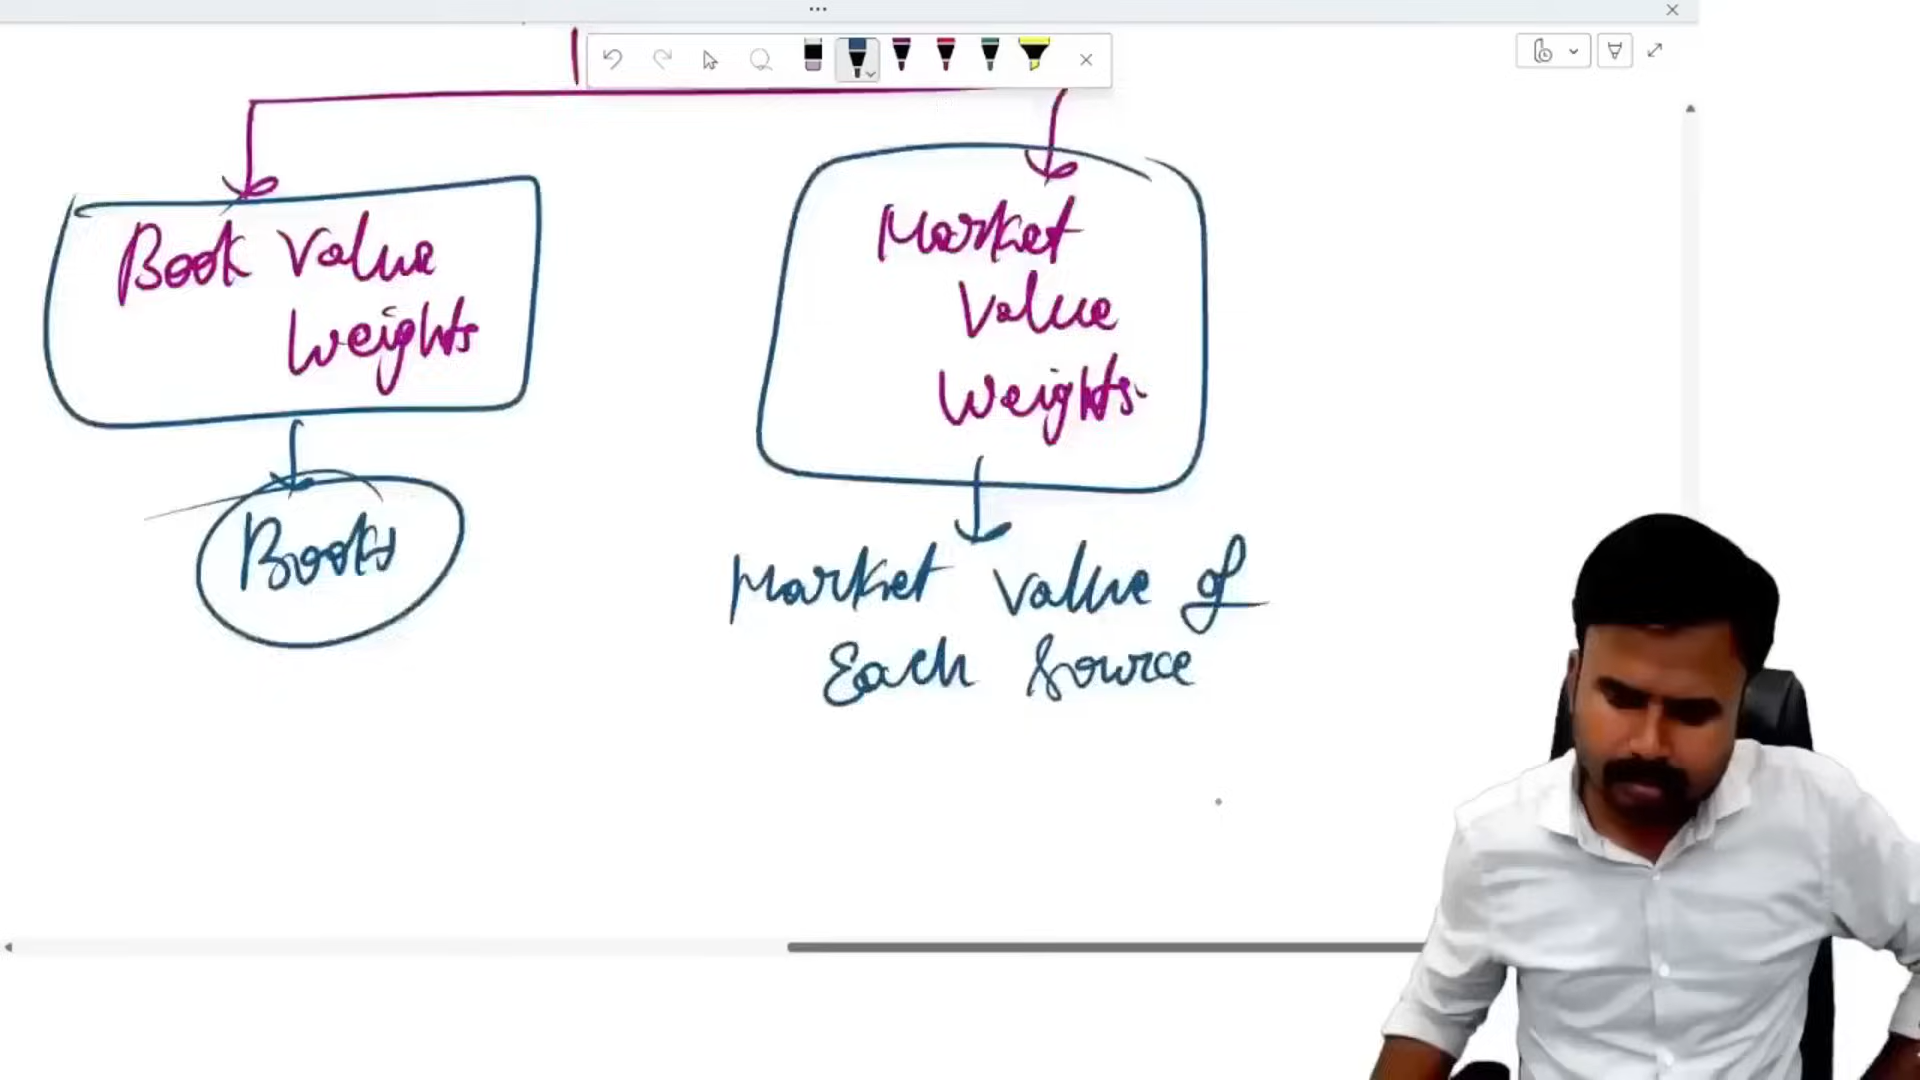 Book Value
Weights
Books
Market
Value
Weights.
Market Value of
Each Source